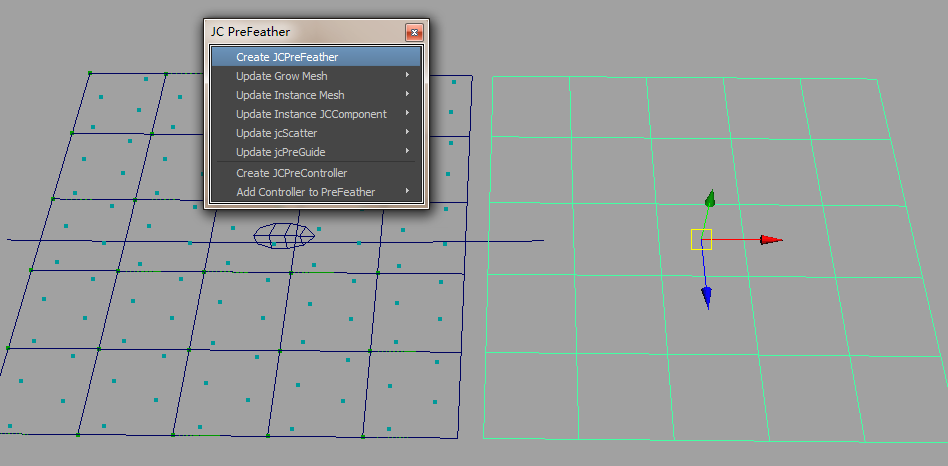 JC PreFeather
Create JCPreFeather
Update Grow Mesh
Update Instance Mesh
Update Instance JCComponent
Update jcScatter
Update jcPreGuide
Create JCPreController
Add Controller to PreFeather